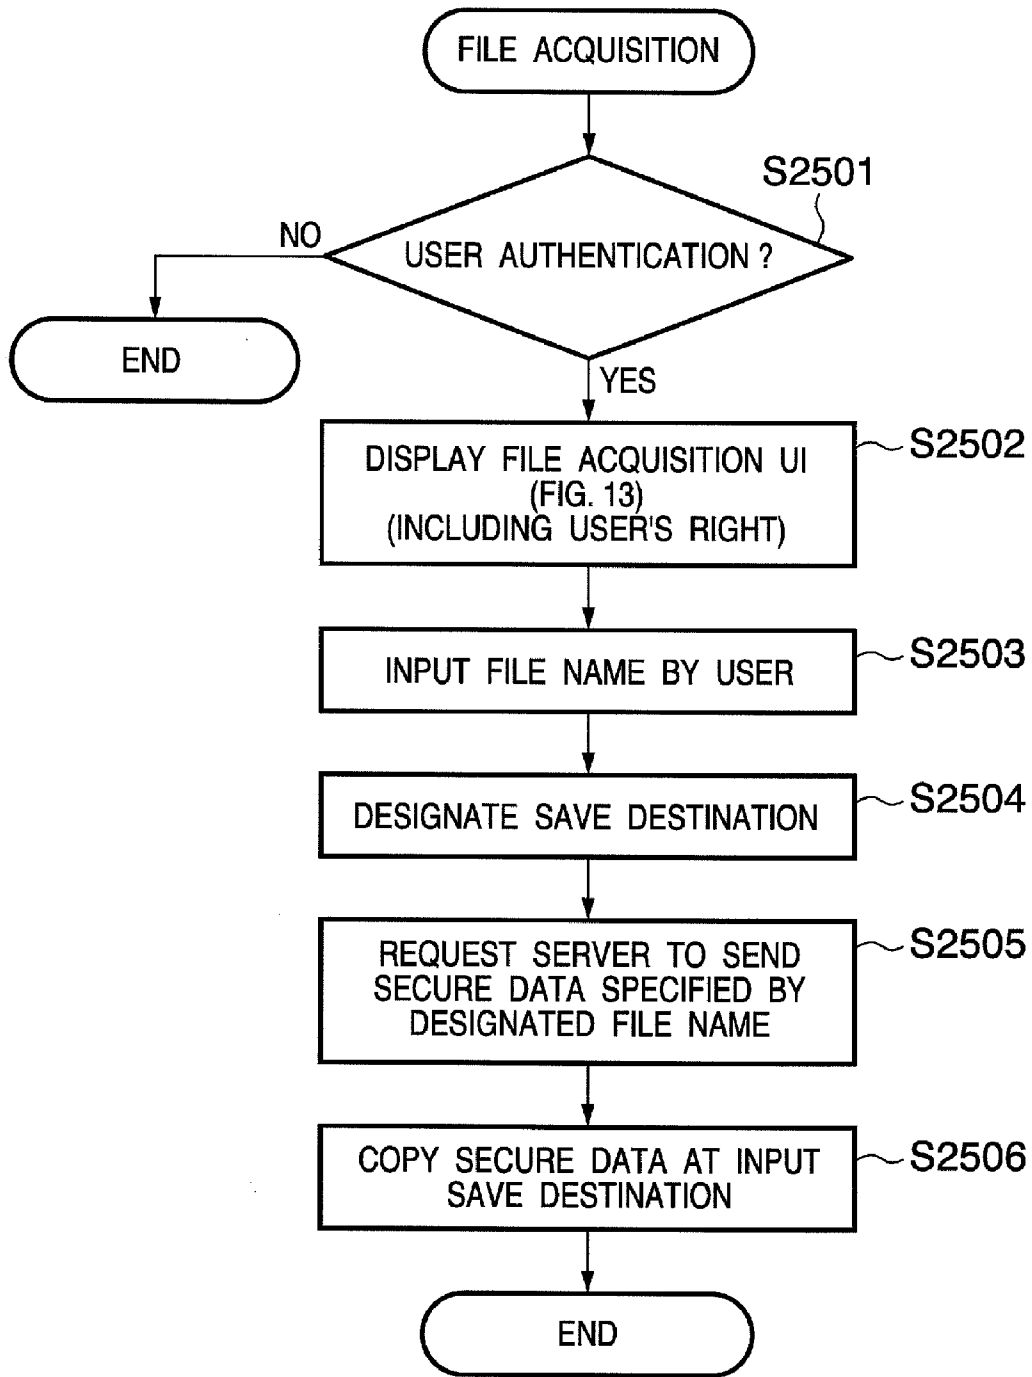 FILE ACQUISITION
S2501
NO
USER AUTHENTICATION ?
END
YES
S2502
DISPLAY FILE ACQUISITION UI
(FIG. 13)
(INCLUDING USER'S RIGHT)
S2503
INPUT FILE NAME BY USER
S2504
DESIGNATE SAVE DESTINATION
S2505
REQUEST SERVER TO SEND
SECURE DATA SPECIFIED BY
DESIGNATED FILE NAME
S2506
COPY SECURE DATA AT INPUT
SAVE DESTINATION
END